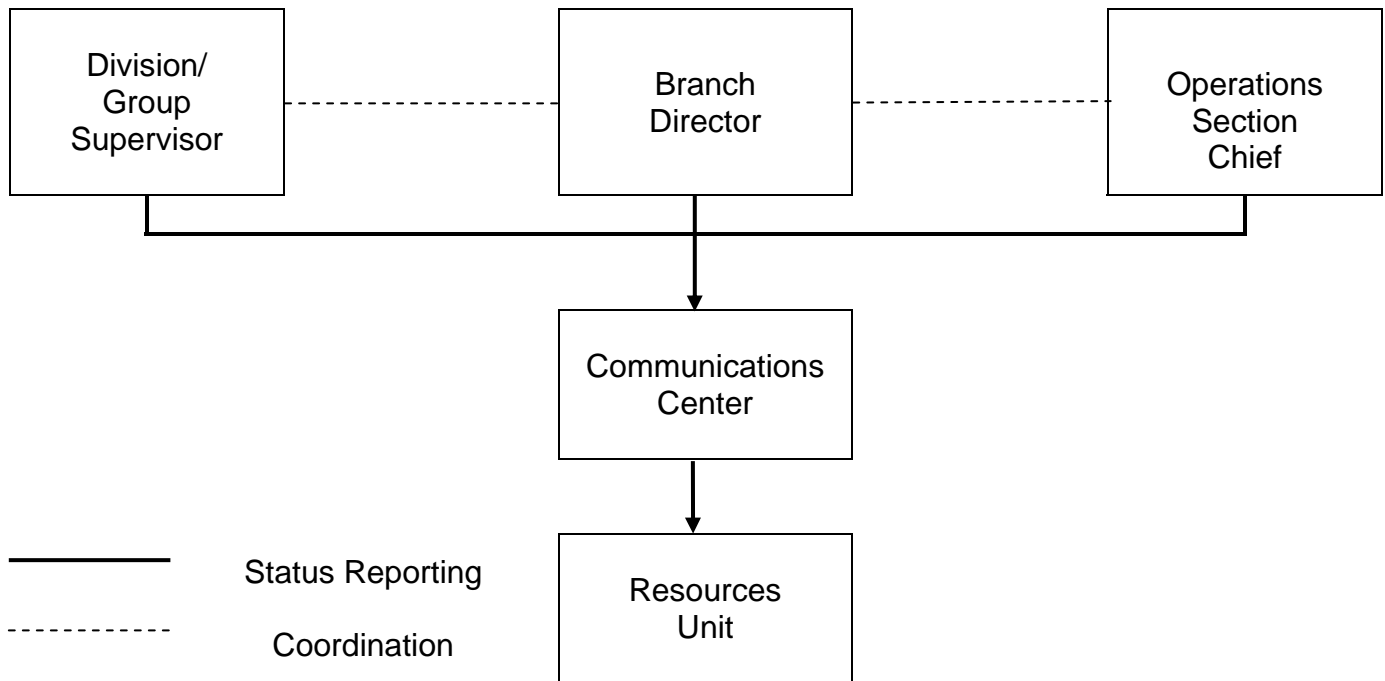 Division/
Group
Supervisor
Branch
Director
Operations
Section
Chief
Communications
Center
Resources
Unit
Status Reporting
Coordination